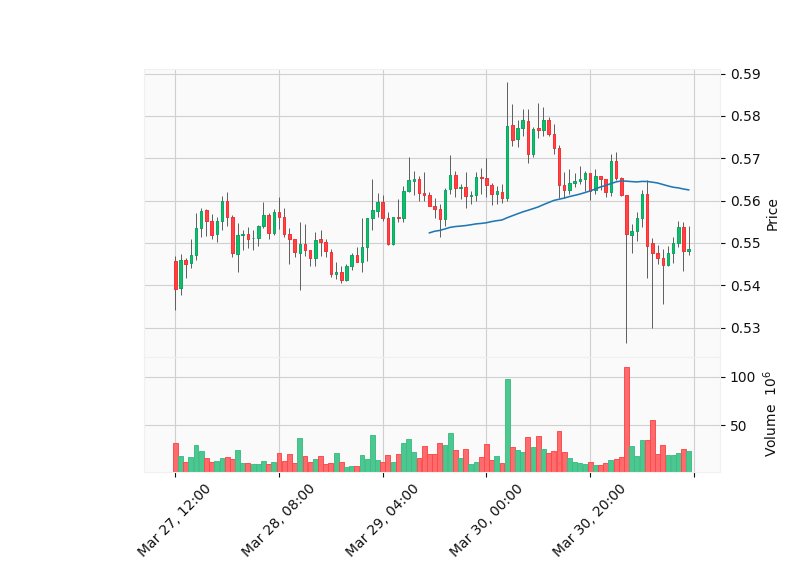 0.59
0.58
0.57
0.56
0.55
0.54
0.53
Price
100
50
Volume 10^6
Mar 27, 12:00
Mar 28, 08:00
Mar 29, 04:00
Mar 30, 00:00
Mar 30, 20:00